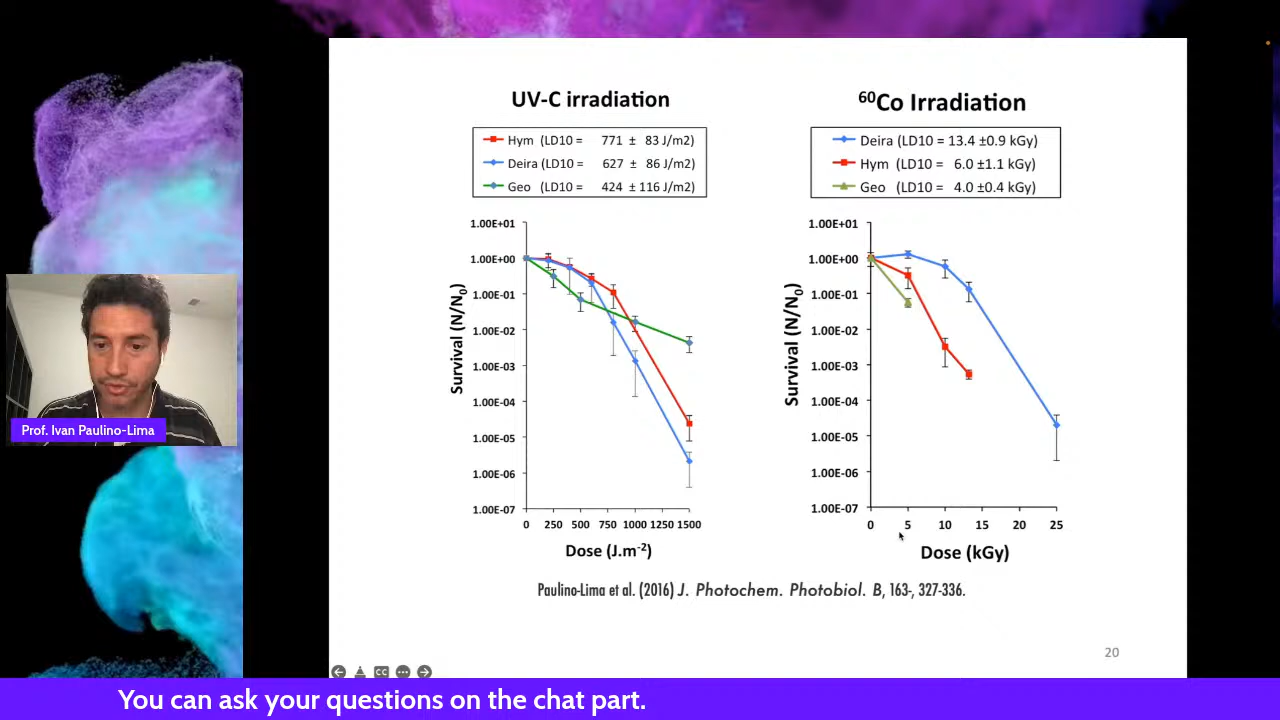 UV-C irradiation
Hym (LD10 = 771 ± 83 J/m2)
Deira (LD10 = 627 ± 86 J/m2)
Geo (LD10 = 424 ± 116 J/m2)
1.00E+01
1.00E+00
1.00E-01
1.00E-02
1.00E-03
1.00E-04
1.00E-05
1.00E-06
1.00E-07
Survival (N/N₀)
0 250 500 750 1000 1250 1500
Dose (J.m⁻²)
⁶⁰Co Irradiation
Deira (LD10 = 13.4 ±0.9 kGy)
Hym (LD10 = 6.0 ±1.1 kGy)
Geo (LD10 = 4.0 ±0.4 kGy)
1.00E+01
1.00E+00
1.00E-01
1.00E-02
1.00E-03
1.00E-04
1.00E-05
1.00E-06
1.00E-07
Survival (N/N₀)
0 5 10 15 20 25
Dose (kGy)
Paulino-Lima et al. (2016) J. Photochem. Photobiol. B, 163-, 327-336.
20
CC
Prof. Ivan Paulino-Lima
You can ask your questions on the chat part.